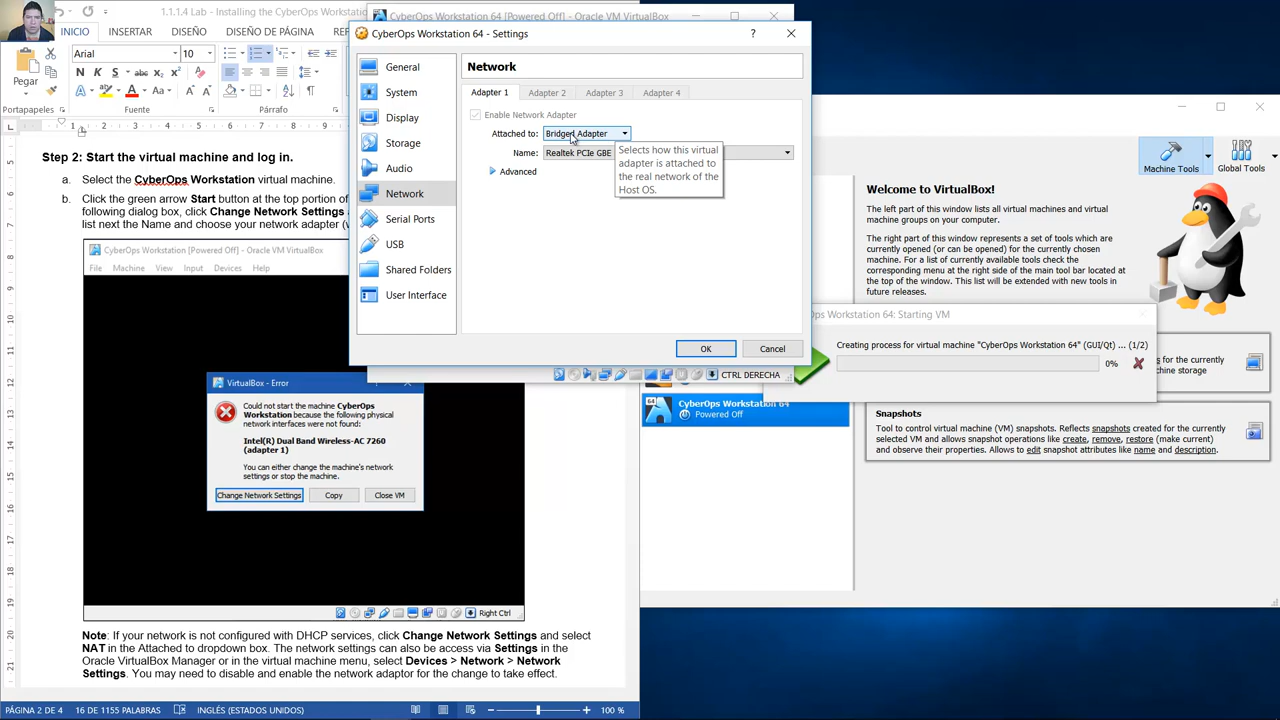 1.1.1.4 Lab - Installing the CyberOps Workstation
INICIO
INSERTAR
DISEÑO
DISEÑO DE PÁGINA
Arial
10
N K S abc x₂ x²
Pegar
Portapapeles
Fuente
Párrafo
Step 2: Start the virtual machine and log in.
a. Select the CyberOps Workstation virtual machine.
b. Click the green arrow Start button at the top portion of
following dialog box, click Change Network Settings
list next the Name and choose your network adapter
CyberOps Workstation [Powered Off] - Oracle VM VirtualBox
File Machine View Input Devices Help
VirtualBox - Error
Could not start the machine CyberOps
Workstation because the following physical
network interfaces were not found:
Intel(R) Dual Band Wireless-AC 7260
(adapter 1)
You can either change the machine's network
settings or stop the machine.
Change Network Settings
Copy
Close VM
Right Ctrl
Note: If your network is not configured with DHCP services, click Change Network Settings and select
NAT in the Attached to dropdown box. The network settings can also be access via Settings in the
Oracle VirtualBox Manager or in the virtual machine menu, select Devices > Network > Network
Settings. You may need to disable and enable the network adaptor for the change to take effect.
PÁGINA 2 DE 4
16 DE 1155 PALABRAS
INGLÉS (ESTADOS UNIDOS)
100%
CyberOps Workstation 64 [Powered Off] - Oracle VM VirtualBox
CyberOps Workstation 64 - Settings
?
General
System
Display
Storage
Audio
Network
Serial Ports
USB
Shared Folders
User Interface
Network
Adapter 1
Adapter 2
Adapter 3
Adapter 4
Enable Network Adapter
Attached to: Bridged Adapter
Name: Realtek PCIe GBE
Advanced
Selects how this virtual
adapter is attached to
the real network of the
Host OS.
OK
Cancel
CTRL DERECHA
Machine Tools
Global Tools
Welcome to VirtualBox!
The left part of this window lists all virtual machines and virtual
machine groups on your computer.
The right part of this window represents a set of tools which are
currently opened (or can be opened) for the currently chosen
machine. For a list of currently available tools check the
corresponding menu at the right side of the main tool bar located at
the top of the window. This list will be extended with new tools in
future releases.
Ops Workstation 64: Starting VM
Creating process for virtual machine "CyberOps Workstation 64" (GUI/Qt) ... (1/2)
0%
s for the currently
achine storage
CyberOps Workstation 64
Powered Off
64
Snapshots
Tool to control virtual machine (VM) snapshots. Reflects snapshots created for the currently
selected VM and allows snapshot operations like create, remove, restore (make current)
and observe their properties. Allows to edit snapshot attributes like name and description.